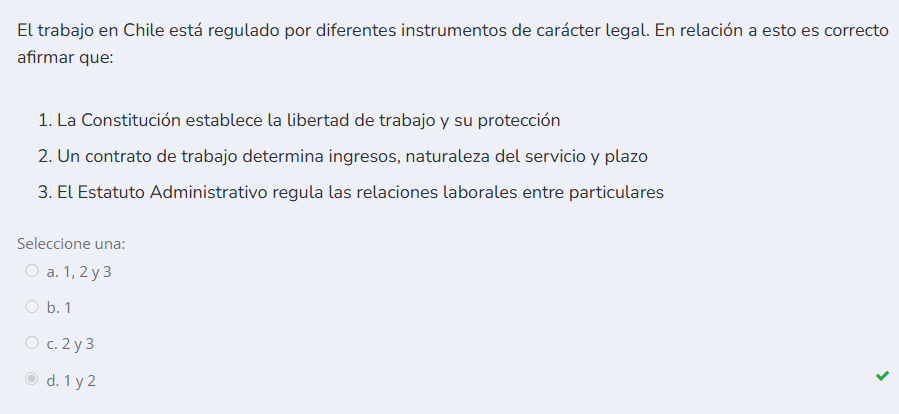 El trabajo en Chile está regulado por diferentes instrumentos de carácter legal. En relación a esto es correcto
afirmar que:
1. La Constitución establece la libertad de trabajo y su protección
2. Un contrato de trabajo determina ingresos, naturaleza del servicio y plazo
3. El Estatuto Administrativo regula las relaciones laborales entre particulares
Seleccione una:
a. 1, 2 y 3
b. 1
c. 2 y 3
d. 1 y 2